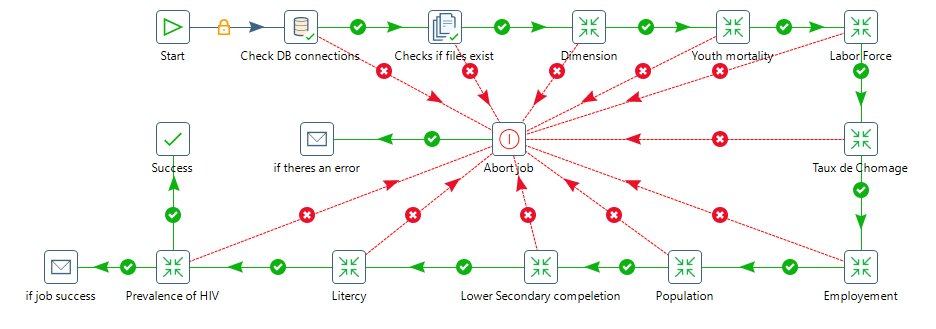 Start
Check DB connections
Checks if files exist
Dimension
Youth mortality
Labor Force
Success
if theres an error
Abort job
Taux de Chomage
if job success
Prevalence of HIV
Litercy
Lower Secondary compeletion
Population
Employement